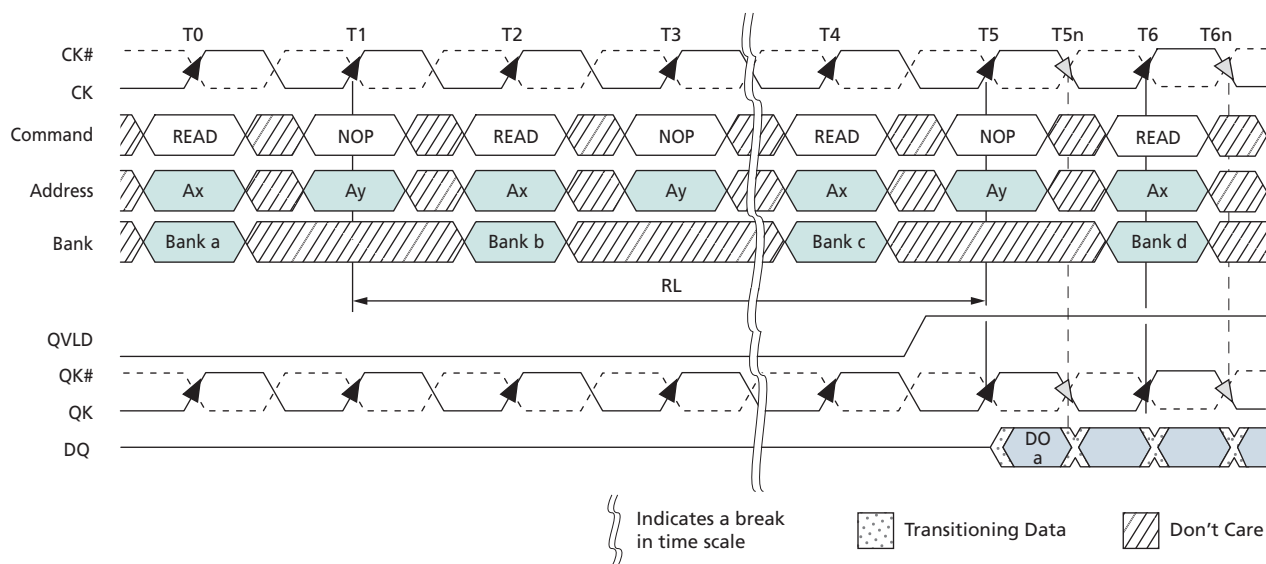 T0 T1 T2 T3 T4 T5 T5n T6 T6n
CK#
CK
Command READ NOP READ NOP READ NOP READ
Address Ax Ay Ax Ay Ax Ay Ax
Bank Bank a Bank b Bank c Bank d
RL
QVLD
QK#
QK
DQ DO
a
Indicates a break
in time scale
Transitioning Data
Don't Care